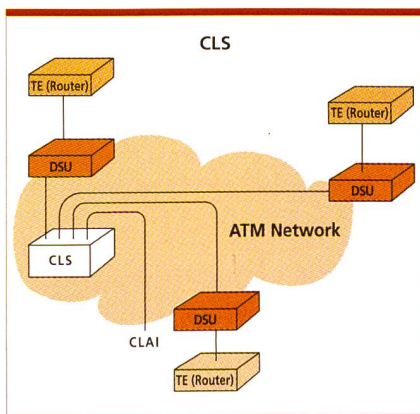 CLS
TE (Router)
TE (Router)
DSU
DSU
ATM Network
CLS
DSU
CLAI
TE (Router)